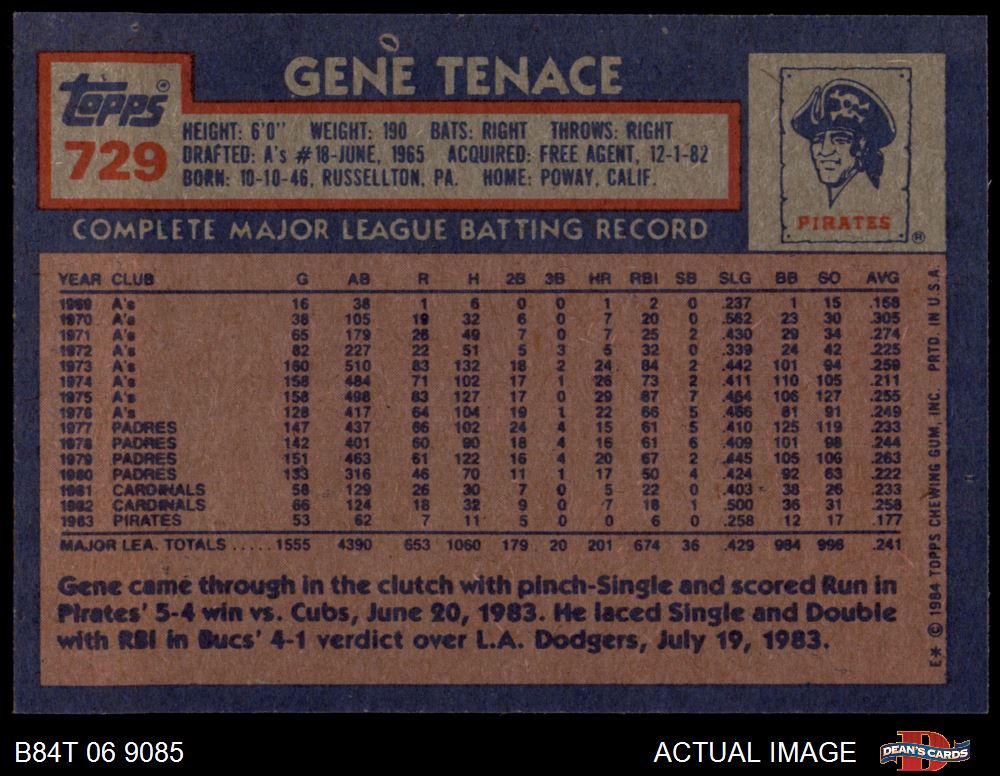 GENE TENACE
Topps®
729
HEIGHT: 6'0" WEIGHT: 190 BATS: RIGHT THROWS: RIGHT
DRAFTED: A's #18-JUNE, 1965 ACQUIRED: FREE AGENT, 12-1-82
BORN: 10-10-46, RUSSELLTON, PA. HOME: POWAY, CALIF.
PIRATES ®
COMPLETE MAJOR LEAGUE BATTING RECORD
YEAR CLUB G AB R H 2B 3B HR RBI SB SLG BB SO AVG
1969 A's 16 38 1 6 0 0 1 2 0 .237 1 15 .158
1970 A's 38 105 19 32 6 0 7 20 0 .562 23 30 .305
1971 A's 65 179 26 49 7 0 7 25 2 .430 29 34 .274
1972 A's 82 227 22 51 5 3 5 32 0 .339 24 42 .225
1973 A's 160 510 83 132 18 2 24 84 2 .442 101 94 .259
1974 A's 158 484 71 102 17 1 26 73 2 .411 110 105 .211
1975 A's 158 498 83 127 17 0 29 87 7 .464 106 127 .255
1976 A's 128 417 64 104 19 1 22 66 5 .466 81 91 .249
1977 PADRES 147 437 66 102 24 4 15 61 5 .410 125 119 .233
1978 PADRES 142 401 60 90 18 4 16 61 6 .409 101 98 .244
1979 PADRES 151 463 61 122 16 4 20 67 2 .445 105 106 .263
1980 PADRES 133 316 46 70 11 1 17 50 4 .424 92 63 .222
1981 CARDINALS 58 129 26 30 7 0 5 22 0 .403 38 26 .233
1982 CARDINALS 66 124 18 32 9 0 7 18 1 .500 36 31 .258
1983 PIRATES 53 62 7 11 5 0 0 6 0 .258 12 17 .177
MAJOR LEA. TOTALS ..... 1555 4390 653 1060 179 20 201 674 36 .429 984 998 .241
Gene came through in the clutch with pinch-Single and scored Run in
Pirates' 5-4 win vs. Cubs, June 20, 1983. He laced Single and Double
with RBI in Bucs' 4-1 verdict over L.A. Dodgers, July 19, 1983.
E* © 1984 TOPPS CHEWING GUM, INC. PRTD. IN U.S.A.
B84T 06 9085
ACTUAL IMAGE
DEAN'S CARDS